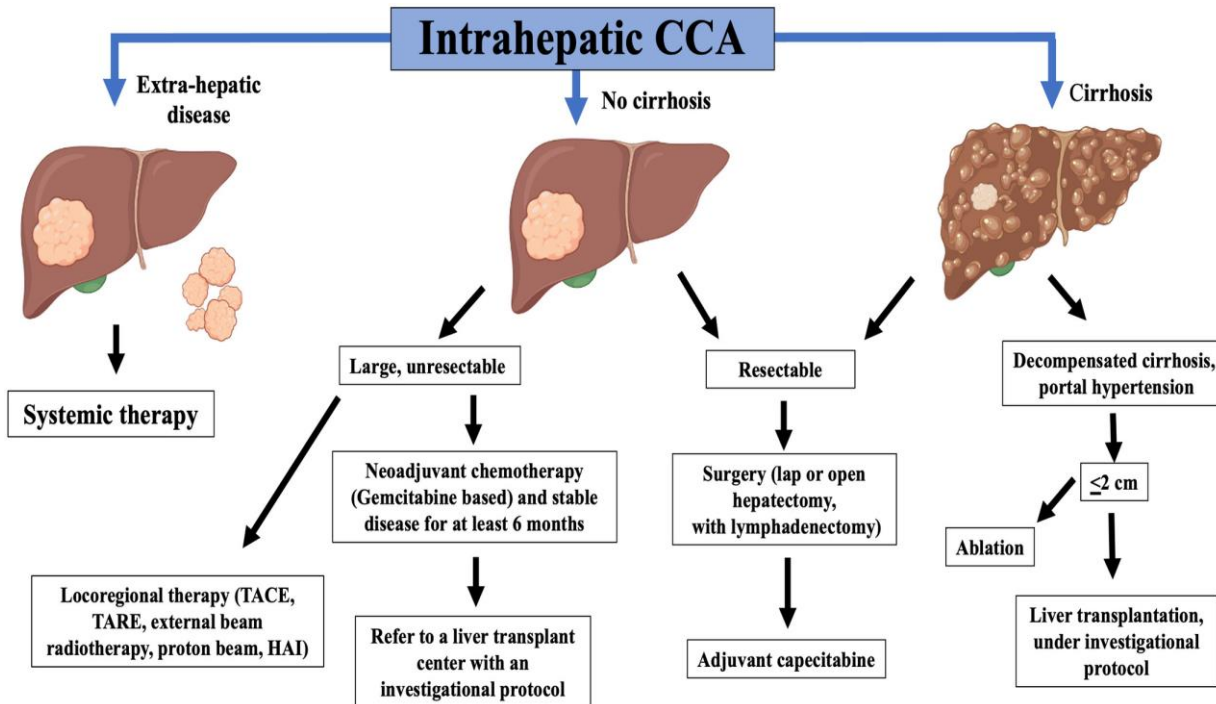 Intrahepatic CCA
Extra-hepatic
disease
No cirrhosis
Cirrhosis
Systemic therapy
Large, unresectable
Resectable
Decompensated cirrhosis,
portal hypertension
Neoadjuvant chemotherapy
(Gemcitabine based) and stable
disease for at least 6 months
Surgery (lap or open
hepatectomy,
with lymphadenectomy)
≤2 cm
Ablation
Locoregional therapy (TACE,
TARE, external beam
radiotherapy, proton beam, HAI)
Refer to a liver transplant
center with an
investigational protocol
Adjuvant capecitabine
Liver transplantation,
under investigational
protocol